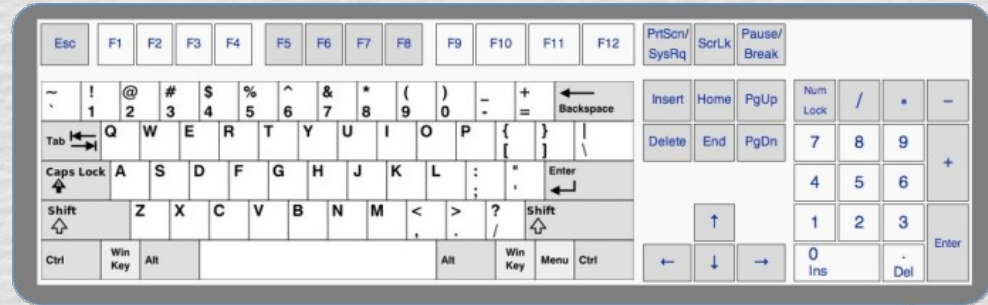 Esc F1 F2 F3 F4 F5 F6 F7 F8 F9 F10 F11 F12 PrtScn/ SysRq ScrLk Pause/ Break
~ ` ! 1 @ 2 # 3 $ 4 % 5 ^ 6 & 7 * 8 ( 9 ) 0 _ - + = Backspace Insert Home PgUp Num Lock / * -
Tab Q W E R T Y U I O P { [ } ] | \ Delete End PgDn 7 8 9 +
Caps Lock A S D F G H J K L : ; " ' Enter 4 5 6
Shift Z X C V B N M < , > . ? / Shift ↑ 1 2 3 Enter
Ctrl Win Key Alt Alt Win Key Menu Ctrl ← ↓ → 0 Ins . Del